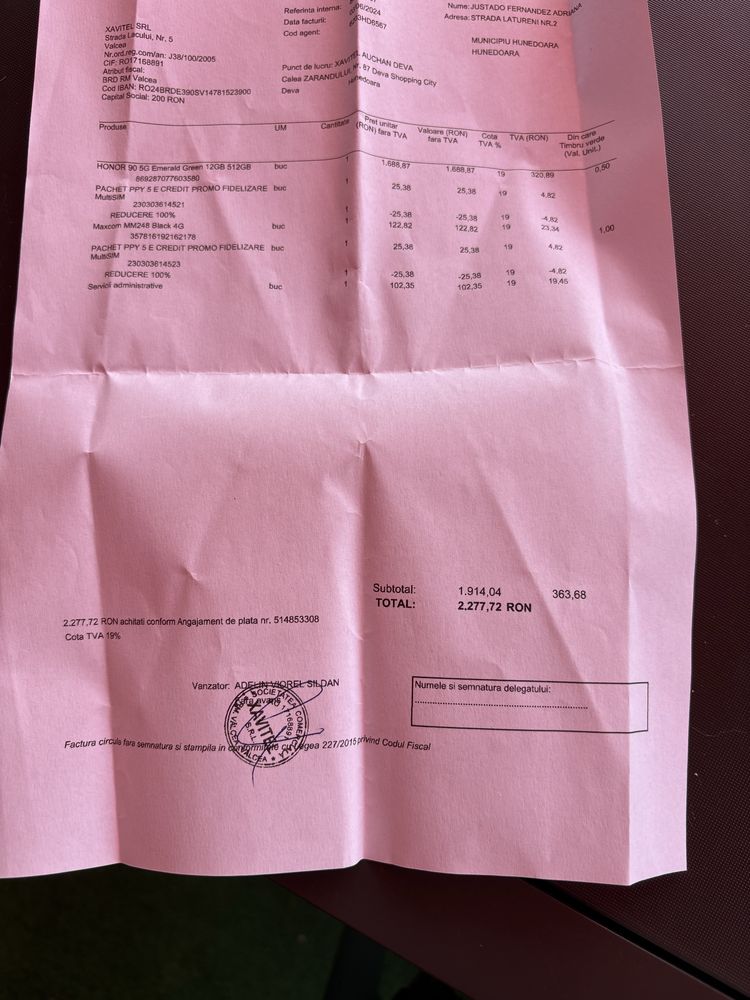 XAVITEL SRL
Strada Lacului, Nr. 5
Valcea
Nr.ord.reg.com/an: J38/100/2005
CIF: RO17168891
Atribut fiscal:
BRD RM Valcea
Cod IBAN: RO24BRDE390SV14781523900
Capital Social: 200 RON
Referinta interna:
Data facturii: /06/2024
Cod agent: HD6567
Punct de lucru: XAVITEL AUCHAN DEVA
Calea ZARANDULUI, Nr. 87 Deva Shopping City
Deva Hunedoara
Nume: JUSTADO FERNANDEZ ADRIANA
Adresa: STRADA LATURENI NR.2
MUNICIPIU HUNEDOARA
HUNEDOARA
Produse UM Cantitate Pret unitar (RON) fara TVA Valoare (RON) fara TVA Cota TVA % TVA (RON) Din care Timbru verde (Val. Unit.)
HONOR 90 5G Emerald Green 12GB 512GB buc 1 1.688,87 1.688,87 19 320,89 0,50
869287077603580
PACHET PPY 5 E CREDIT PROMO FIDELIZARE buc 1 25,38 25,38 19 4,82
MultiSIM
230303614521
REDUCERE 100% 1 -25,38 -25,38 19 -4,82
Maxcom MM248 Black 4G buc 1 122,82 122,82 19 23,34 1,00
357816192162178
PACHET PPY 5 E CREDIT PROMO FIDELIZARE buc 1 25,38 25,38 19 4,82
MultiSIM
230303614523
REDUCERE 100% 1 -25,38 -25,38 19 -4,82
Servicii administrative buc 1 102,35 102,35 19 19,45
Subtotal: 1.914,04 363,68
TOTAL: 2.277,72 RON
2.277,72 RON achitati conform Angajament de plata nr. 514853308
Cota TVA 19%
Vanzator: ADELIN VIOREL SILDAN
Numele si semnatura delegatului:
SOCIETATEA COMERCIALA
XAVITEL
S.R.L.
VALCEA
Factura circula fara semnatura si stampila in conformitate cu Legea 227/2015 privind Codul Fiscal